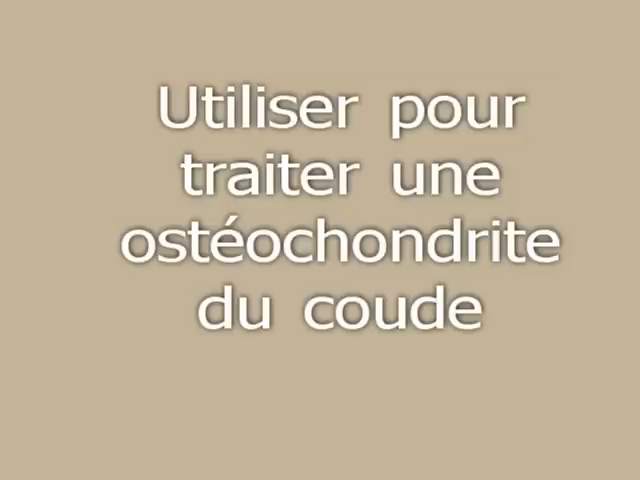 Utiliser pour
traiter une
ostéochondrite
du coude